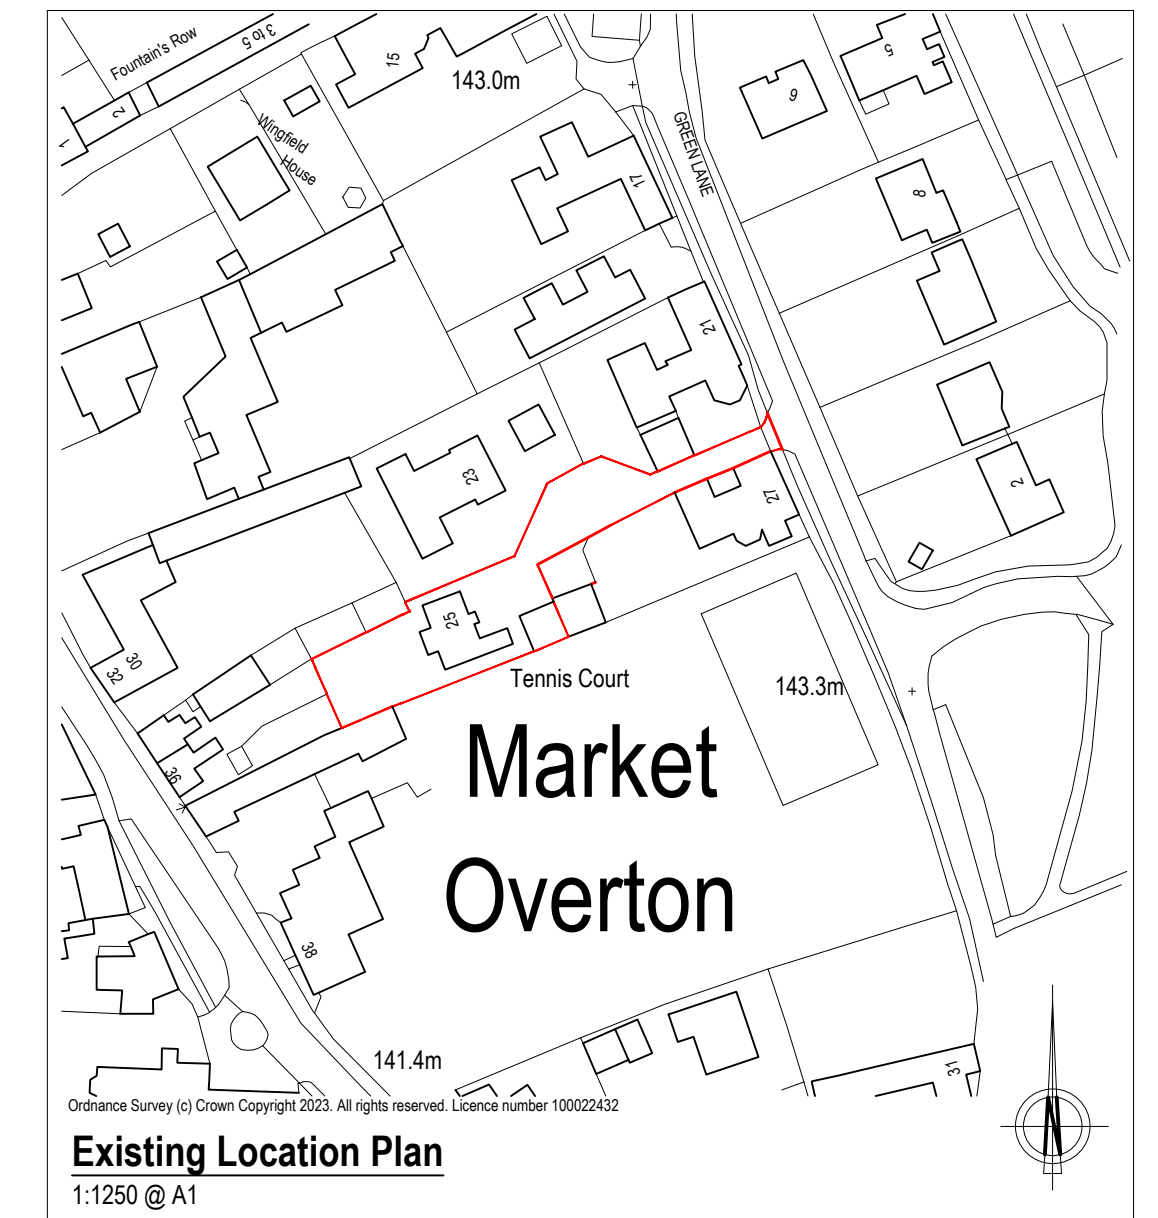 Fountain's Row
3 to 5
15
143.0m
5
6
2
1
Wingfield
House
GREEN LANE
17
8
21
23
27
2
25
30
32
Tennis Court
143.3m
Market
Overton
36
38
141.4m
31
Ordnance Survey (c) Crown Copyright 2023. All rights reserved. Licence number 100022432
Existing Location Plan
1:1250 @ A1
N